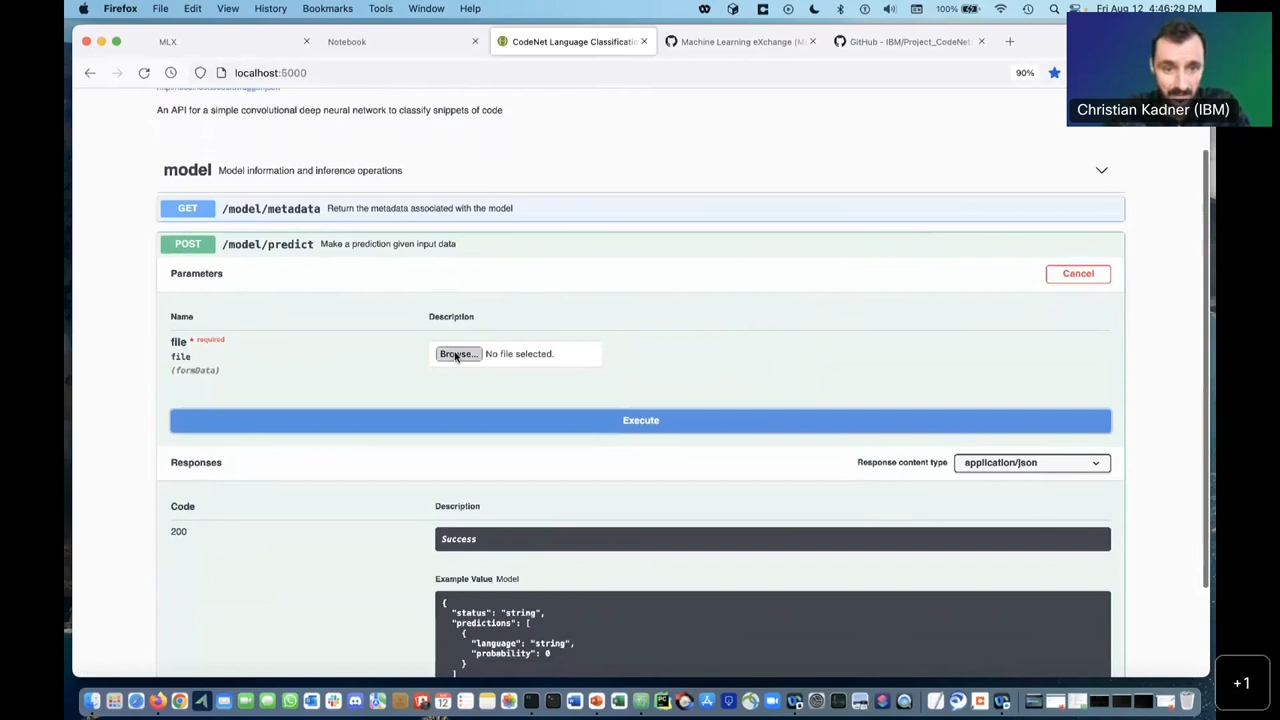 Firefox File Edit View History Bookmarks Tools Window Help 100% Fri Aug 12 4:46:29 PM
MLX
Notebook
CodeNet Language Classificatio
Machine Learning eXchange (M
GitHub - IBM/Project_CodeNet
localhost:5000
90%
Christian Kadner (IBM)
An API for a simple convolutional deep neural network to classify snippets of code
model Model information and inference operations
GET /model/metadata Return the metadata associated with the model
POST /model/predict Make a prediction given input data
Parameters
Cancel
Name
Description
file * required
file
(formData)
Browse... No file selected.
Execute
Responses
Response content type application/json
Code
Description
200
Success
Example Value Model
{
"status": "string",
"predictions": [
{
"language": "string",
"probability": 0
}
]
+1